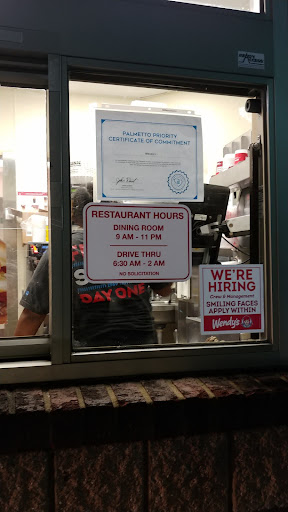 PALMETTO PRIORITY
CERTIFICATE OF COMMITMENT
RESTAURANT HOURS
DINING ROOM
9 AM - 11 PM
DRIVE THRU
6:30 AM - 2 AM
NO SOLICITATION
DAY ONE
WE'RE
HIRING
Crew & Management
SMILING FACES
APPLY WITHIN
Wendy's